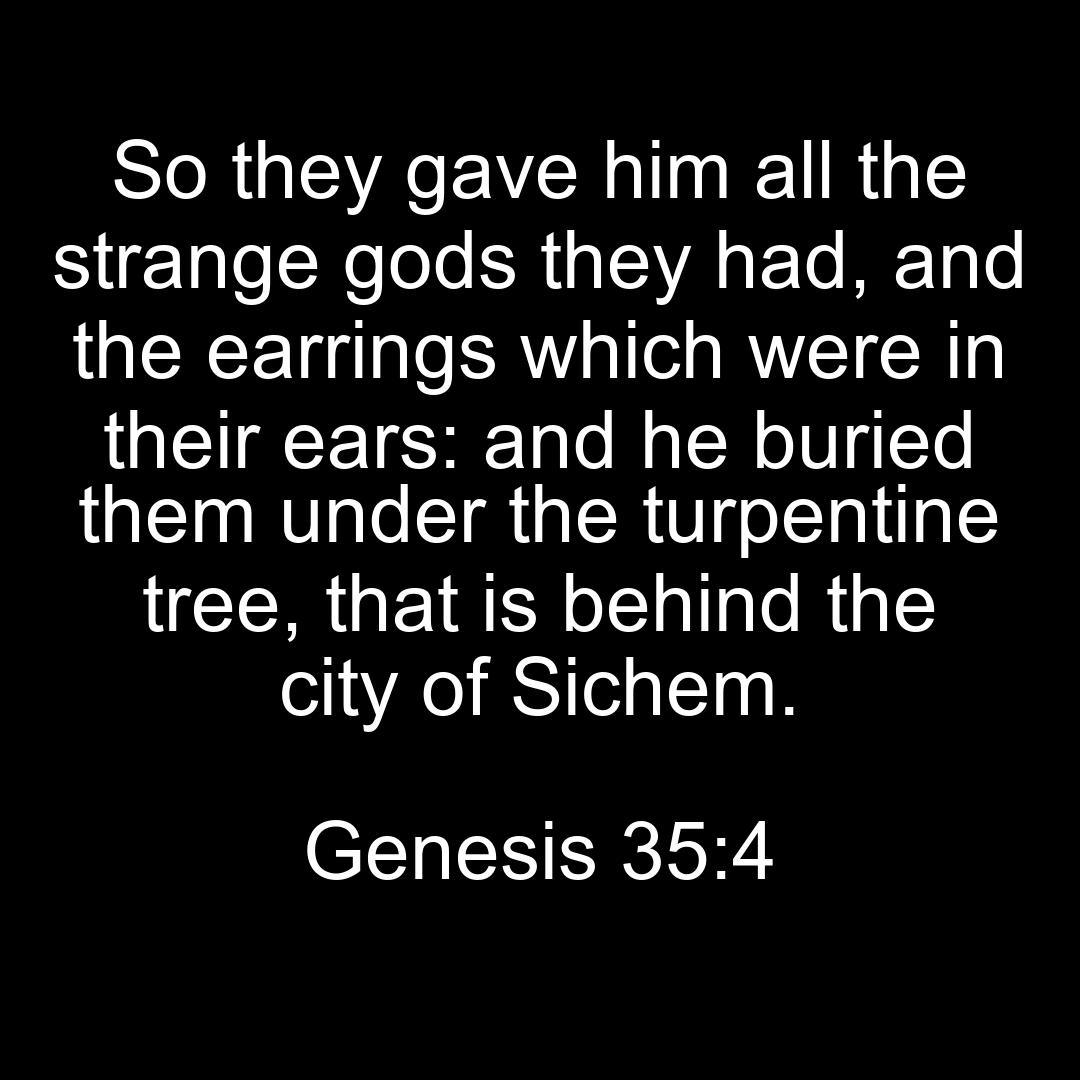 So they gave him all the
strange gods they had, and
the earrings which were in
their ears: and he buried
them under the turpentine
tree, that is behind the
city of Sichem.
Genesis 35:4